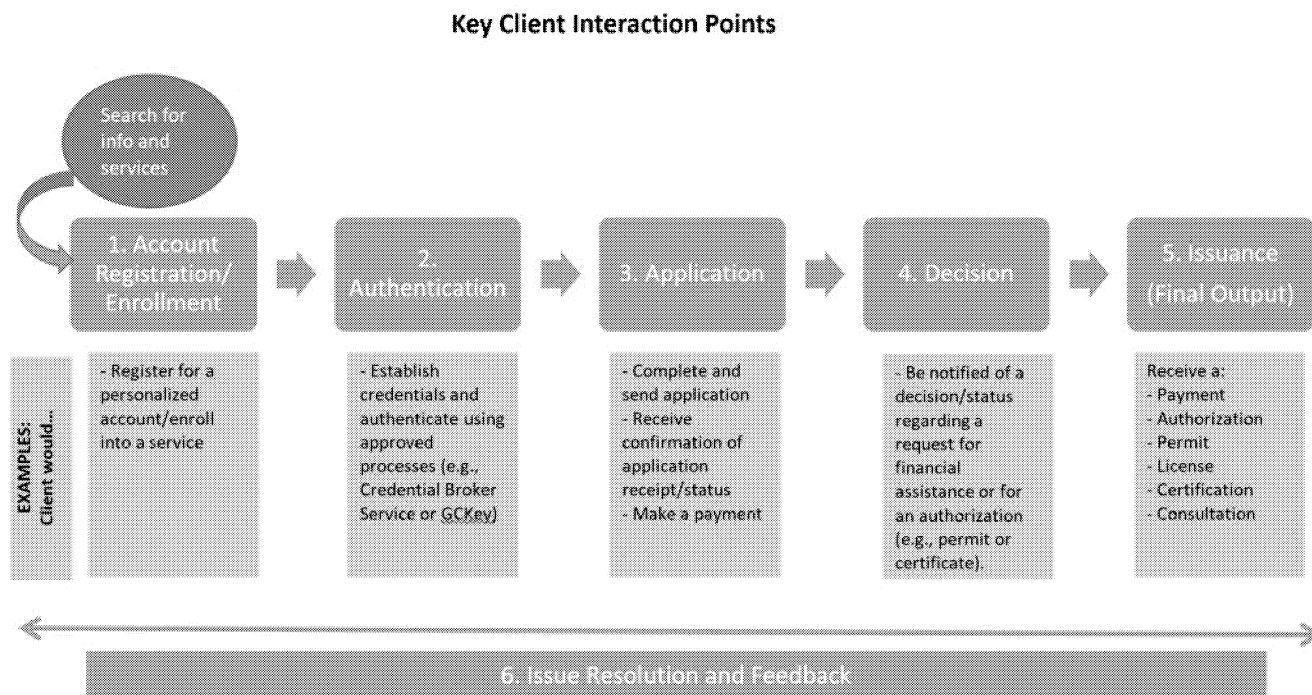 Key Client Interaction Points
Search for
info and
services
1. Account
Registration/
Enrollment
2.
Authentication
3. Application
4. Decision
5. Issuance
(Final Output)
EXAMPLES:
Client would...
- Register for a
personalized
account/enroll
into a service
- Establish
credentials and
authenticate using
approved
processes (e.g.,
Credential Broker
Service or GCKey)
- Complete and
send application
- Receive
confirmation of
application
receipt/status
- Make a payment
- Be notified of a
decision/status
regarding a
request for
financial
assistance or for
an authorization
(e.g., permit or
certificate).
Receive a:
- Payment
- Authorization
- Permit
- License
- Certification
- Consultation
6. Issue Resolution and Feedback